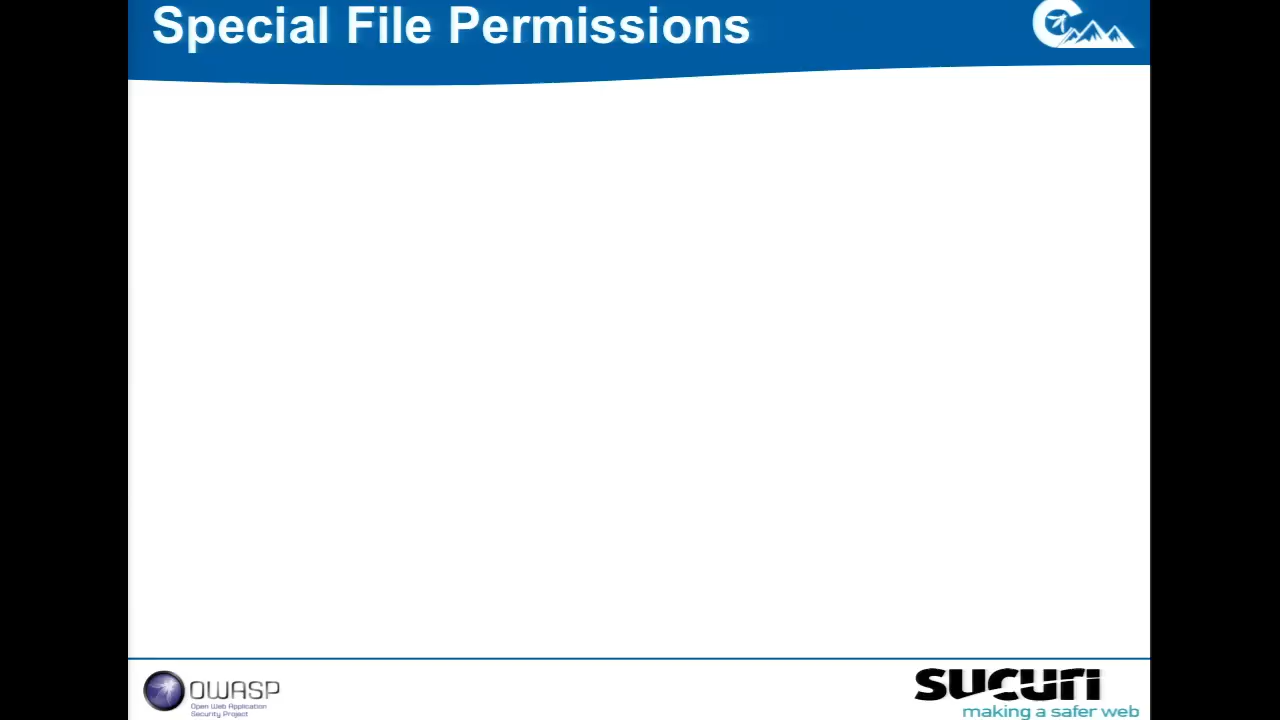 Special File Permissions
OWASP
Open Web Application
Security Project
sucuri
making a safer web